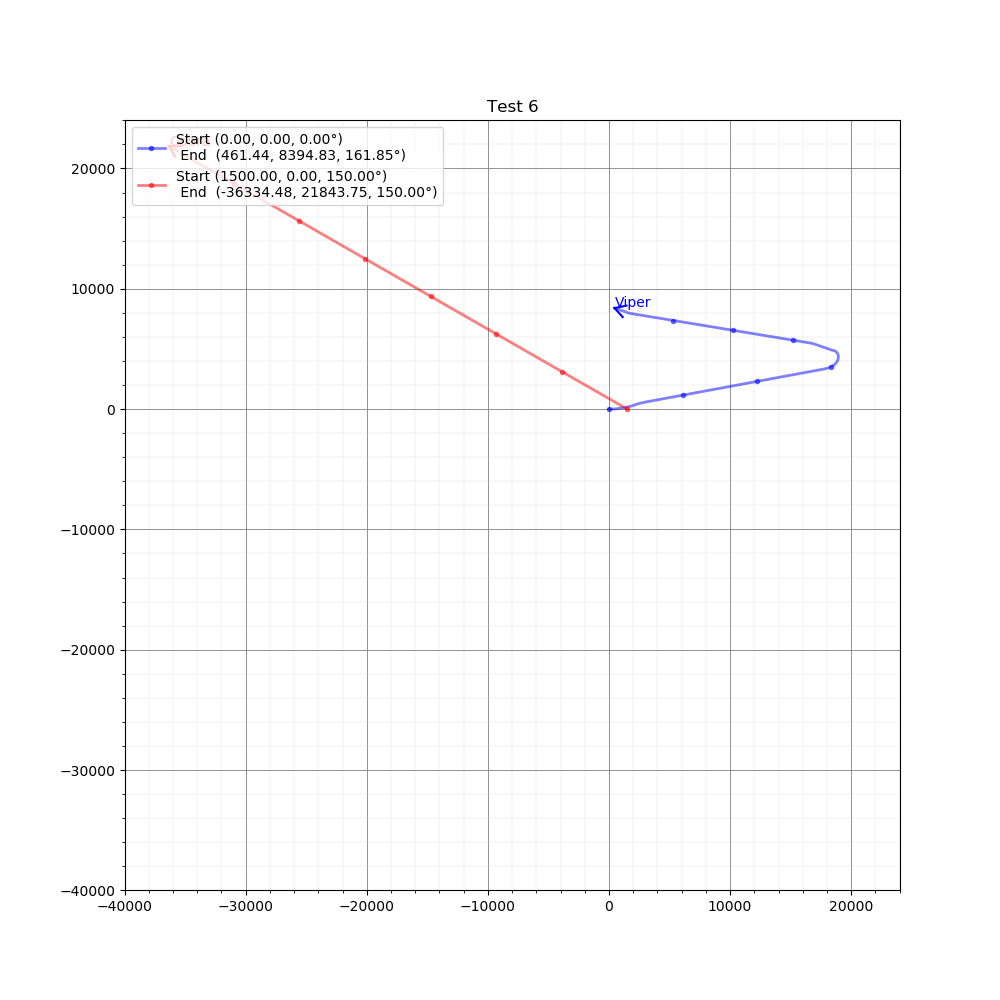 Test 6
Start (0.00, 0.00, 0.00°)
End (461.44, 8394.83, 161.85°)
Start (1500.00, 0.00, 150.00°)
End (-36334.48, 21843.75, 150.00°)
Viper
20000
10000
0
−10000
−20000
−30000
−40000
−40000 −30000 −20000 −10000 0 10000 20000